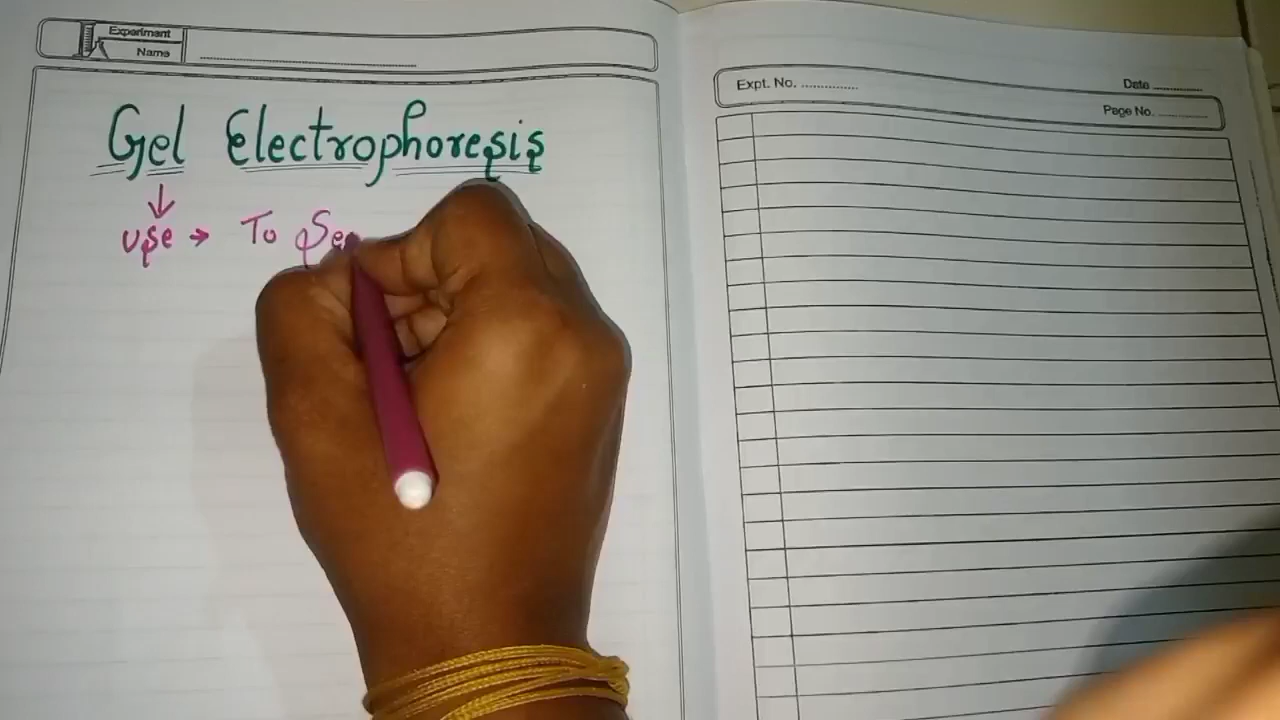 Experiment
Name
Gel Electrophoresis
↓
use → To Se
Expt. No.
Date
Page No.